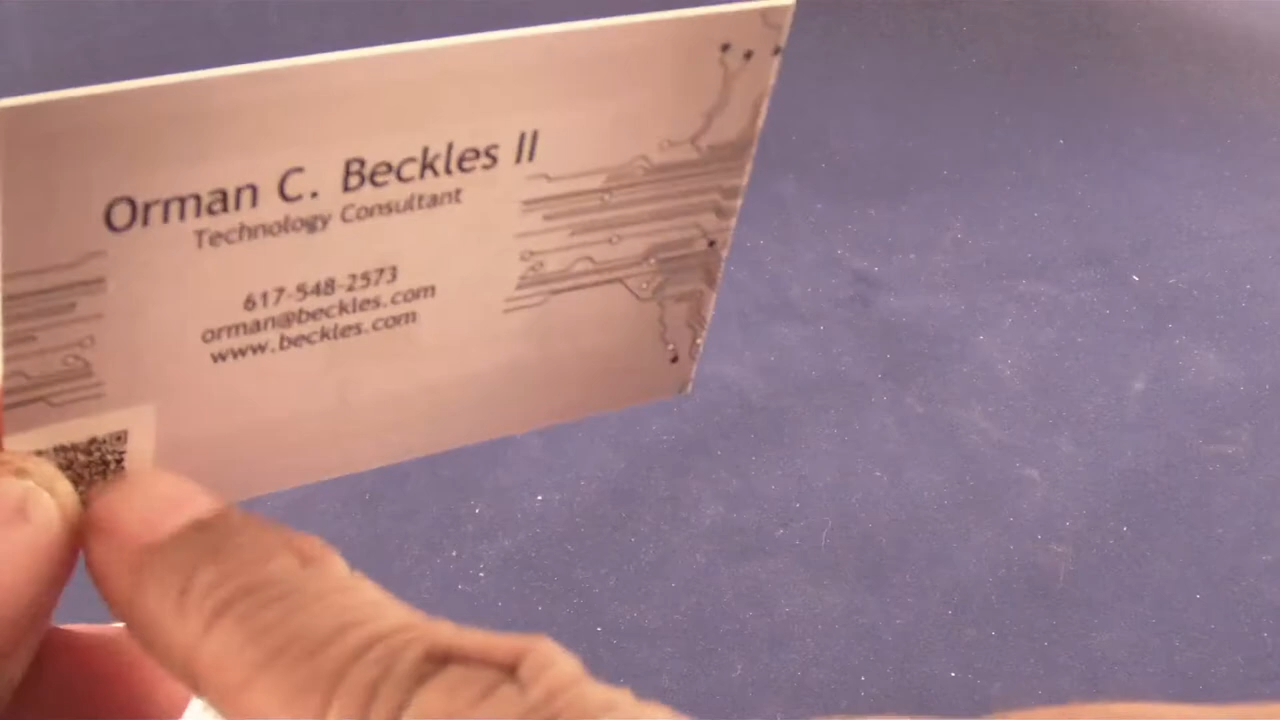 Orman C. Beckles II
Technology Consultant
617-548-2573
orman@beckles.com
www.beckles.com